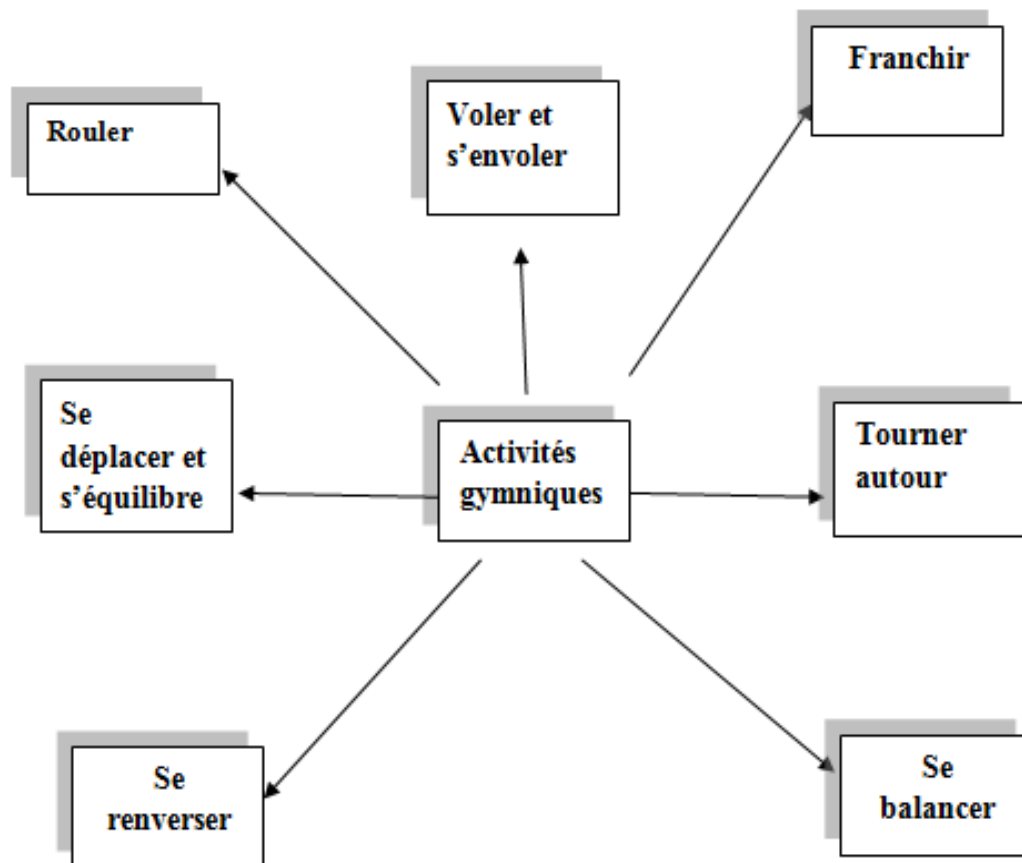 Franchir
Voler et
s’envoler
Rouler
Se
déplacer et
s’équilibre
Activités
gymniques
Tourner
autour
Se
renverser
Se
balancer